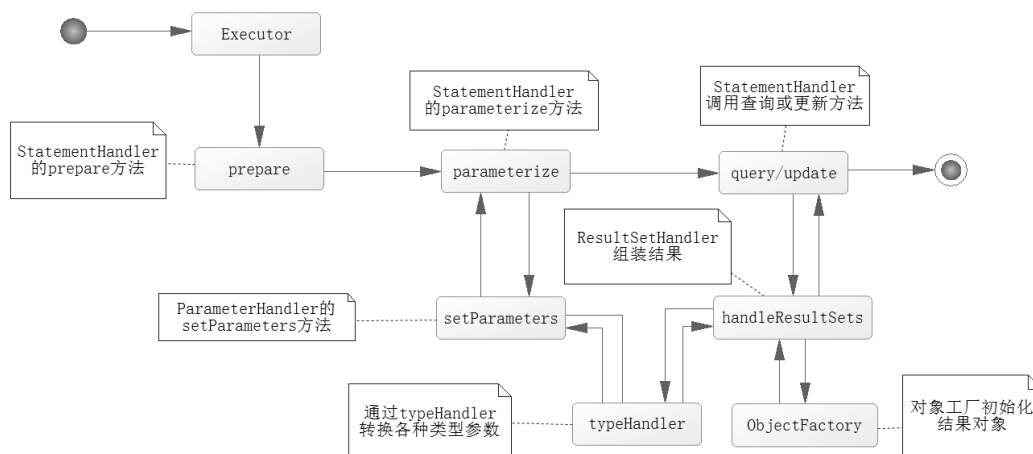 Executor
StatementHandler
的parameterize方法
StatementHandler
调用查询或更新方法
StatementHandler
的prepare方法
prepare
parameterize
query/update
ResultSetHandler
组装结果
ParameterHandler的
setParameters方法
setParameters
handleResultSets
通过typeHandler
转换各种类型参数
typeHandler
ObjectFactory
对象工厂初始化
结果对象